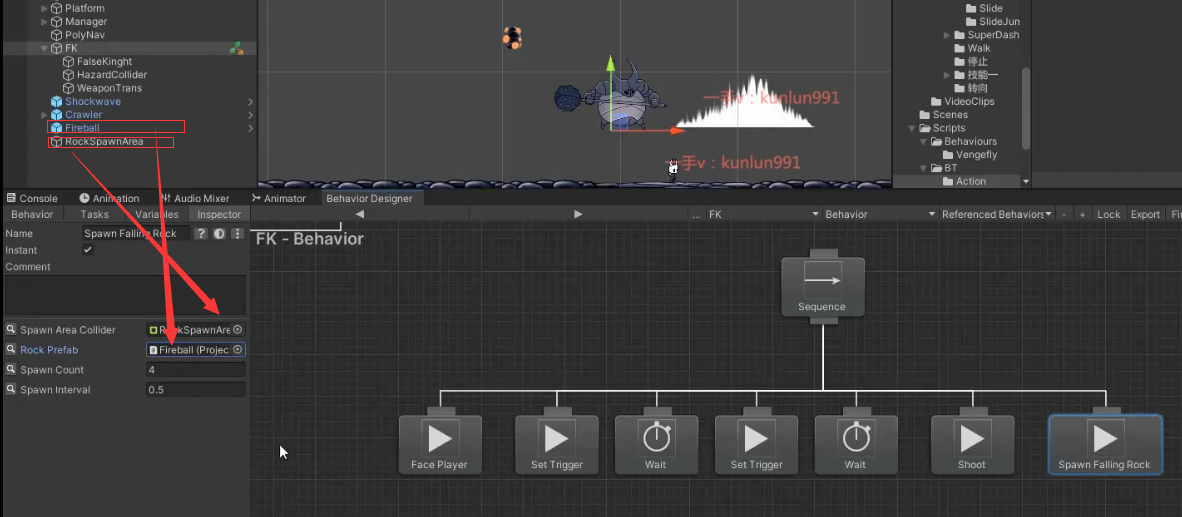 Platform
Manager
PolyNav
FK
FalseKinght
HazardCollider
WeaponTrans
Shockwave
Crawler
Fireball
RockSpawnArea
一手v：kunlun991
一手v：kunlun991
Slide
SlideJun
SuperDash
Walk
停止
技能一
转向
VideoClips
Scenes
Scripts
Behaviours
Vengefly
BT
Action
Console Animation Audio Mixer Animator Behavior Designer
Behavior Tasks Variables Inspector ... FK Behavior Referenced Behaviors - + Lock Export
Name Spawn Falling Rock
Instant
Comment
Spawn Area Collider RockSpawnAre
Rock Prefab Fireball (Projec
Spawn Count 4
Spawn Interval 0.5
FK - Behavior
Sequence
Face Player Set Trigger Wait Set Trigger Wait Shoot Spawn Falling Rock